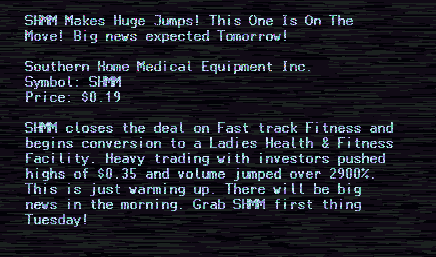 SHMM Makes Huge Jumps! This One Is On The
Move! Big news expected Tomorrow!
Southern Home Medical Equipment Inc.
Symbol: SHMM
Price: $0.19
SHMM closes the deal on Fast track Fitness and
begins conversion to a Ladies Health & Fitness
Facility. Heavy trading with investors pushed
highs of $0.35 and volume jumped over 2900%.
This is just warming up. There will be big
news in the morning. Grab SHMM first thing
Tuesday!